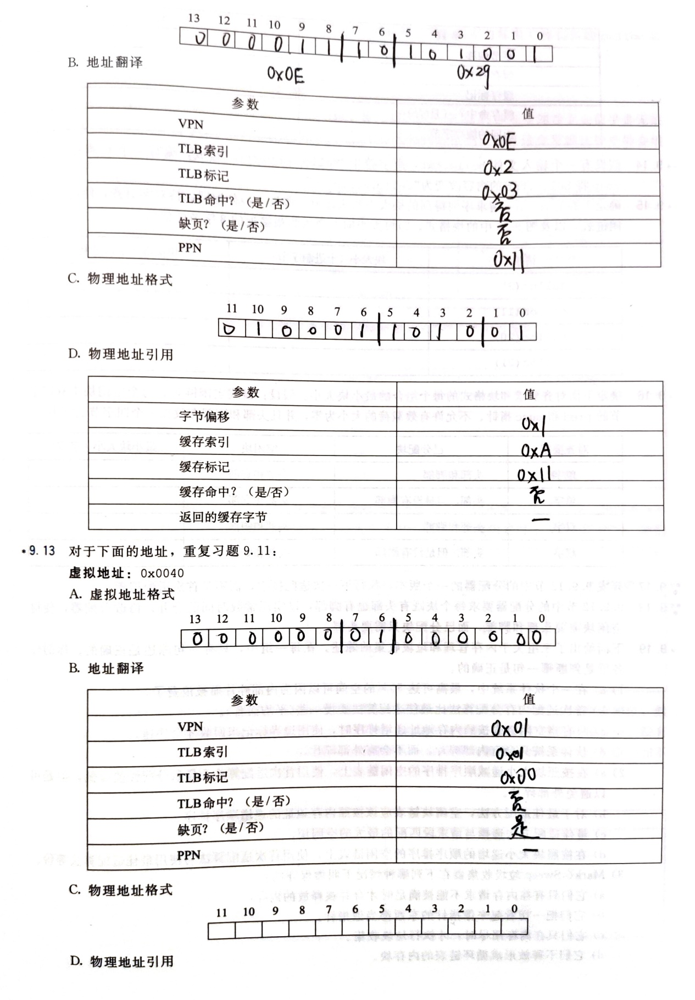 13 12 11 10 9 8 7 6 5 4 3 2 1 0
0 0 0 0 1 1 1 0 1 0 1 0 0 1
B. 地址翻译
0x0E 0x29
参数 值
VPN 0x0E
TLB索引 0x2
TLB标记 0x03
TLB命中？（是/否） 否
缺页？（是/否） 否
PPN 0x11
C. 物理地址格式
11 10 9 8 7 6 5 4 3 2 1 0
0 1 0 0 0 1 1 0 1 0 0 1
D. 物理地址引用
参数 值
字节偏移 0x1
缓存索引 0xA
缓存标记 0x11
缓存命中？（是/否） 否
返回的缓存字节 —
*9.13 对于下面的地址，重复习题 9.11：
虚拟地址：0x0040
A. 虚拟地址格式
13 12 11 10 9 8 7 6 5 4 3 2 1 0
0 0 0 0 0 0 0 1 0 0 0 0 0 0
B. 地址翻译
参数 值
VPN 0x01
TLB索引 0x01
TLB标记 0x00
TLB命中？（是/否） 否
缺页？（是/否） 是
PPN —
C. 物理地址格式
11 10 9 8 7 6 5 4 3 2 1 0
D. 物理地址引用